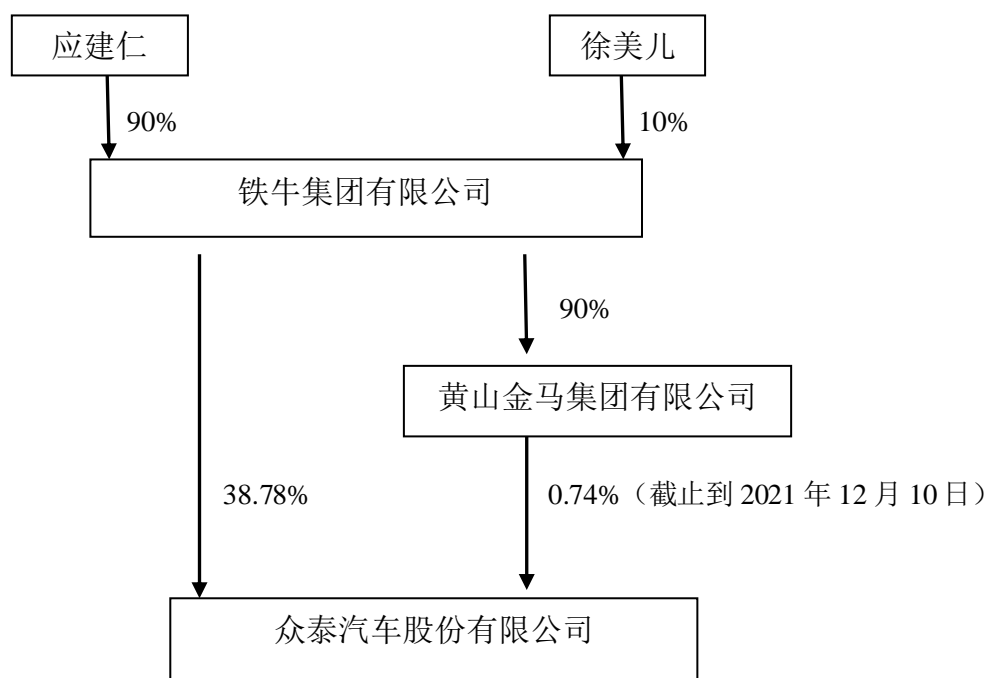 应建仁
徐美儿
90%
10%
铁牛集团有限公司
90%
黄山金马集团有限公司
38.78%
0.74%（截止到 2021 年 12 月 10 日）
众泰汽车股份有限公司